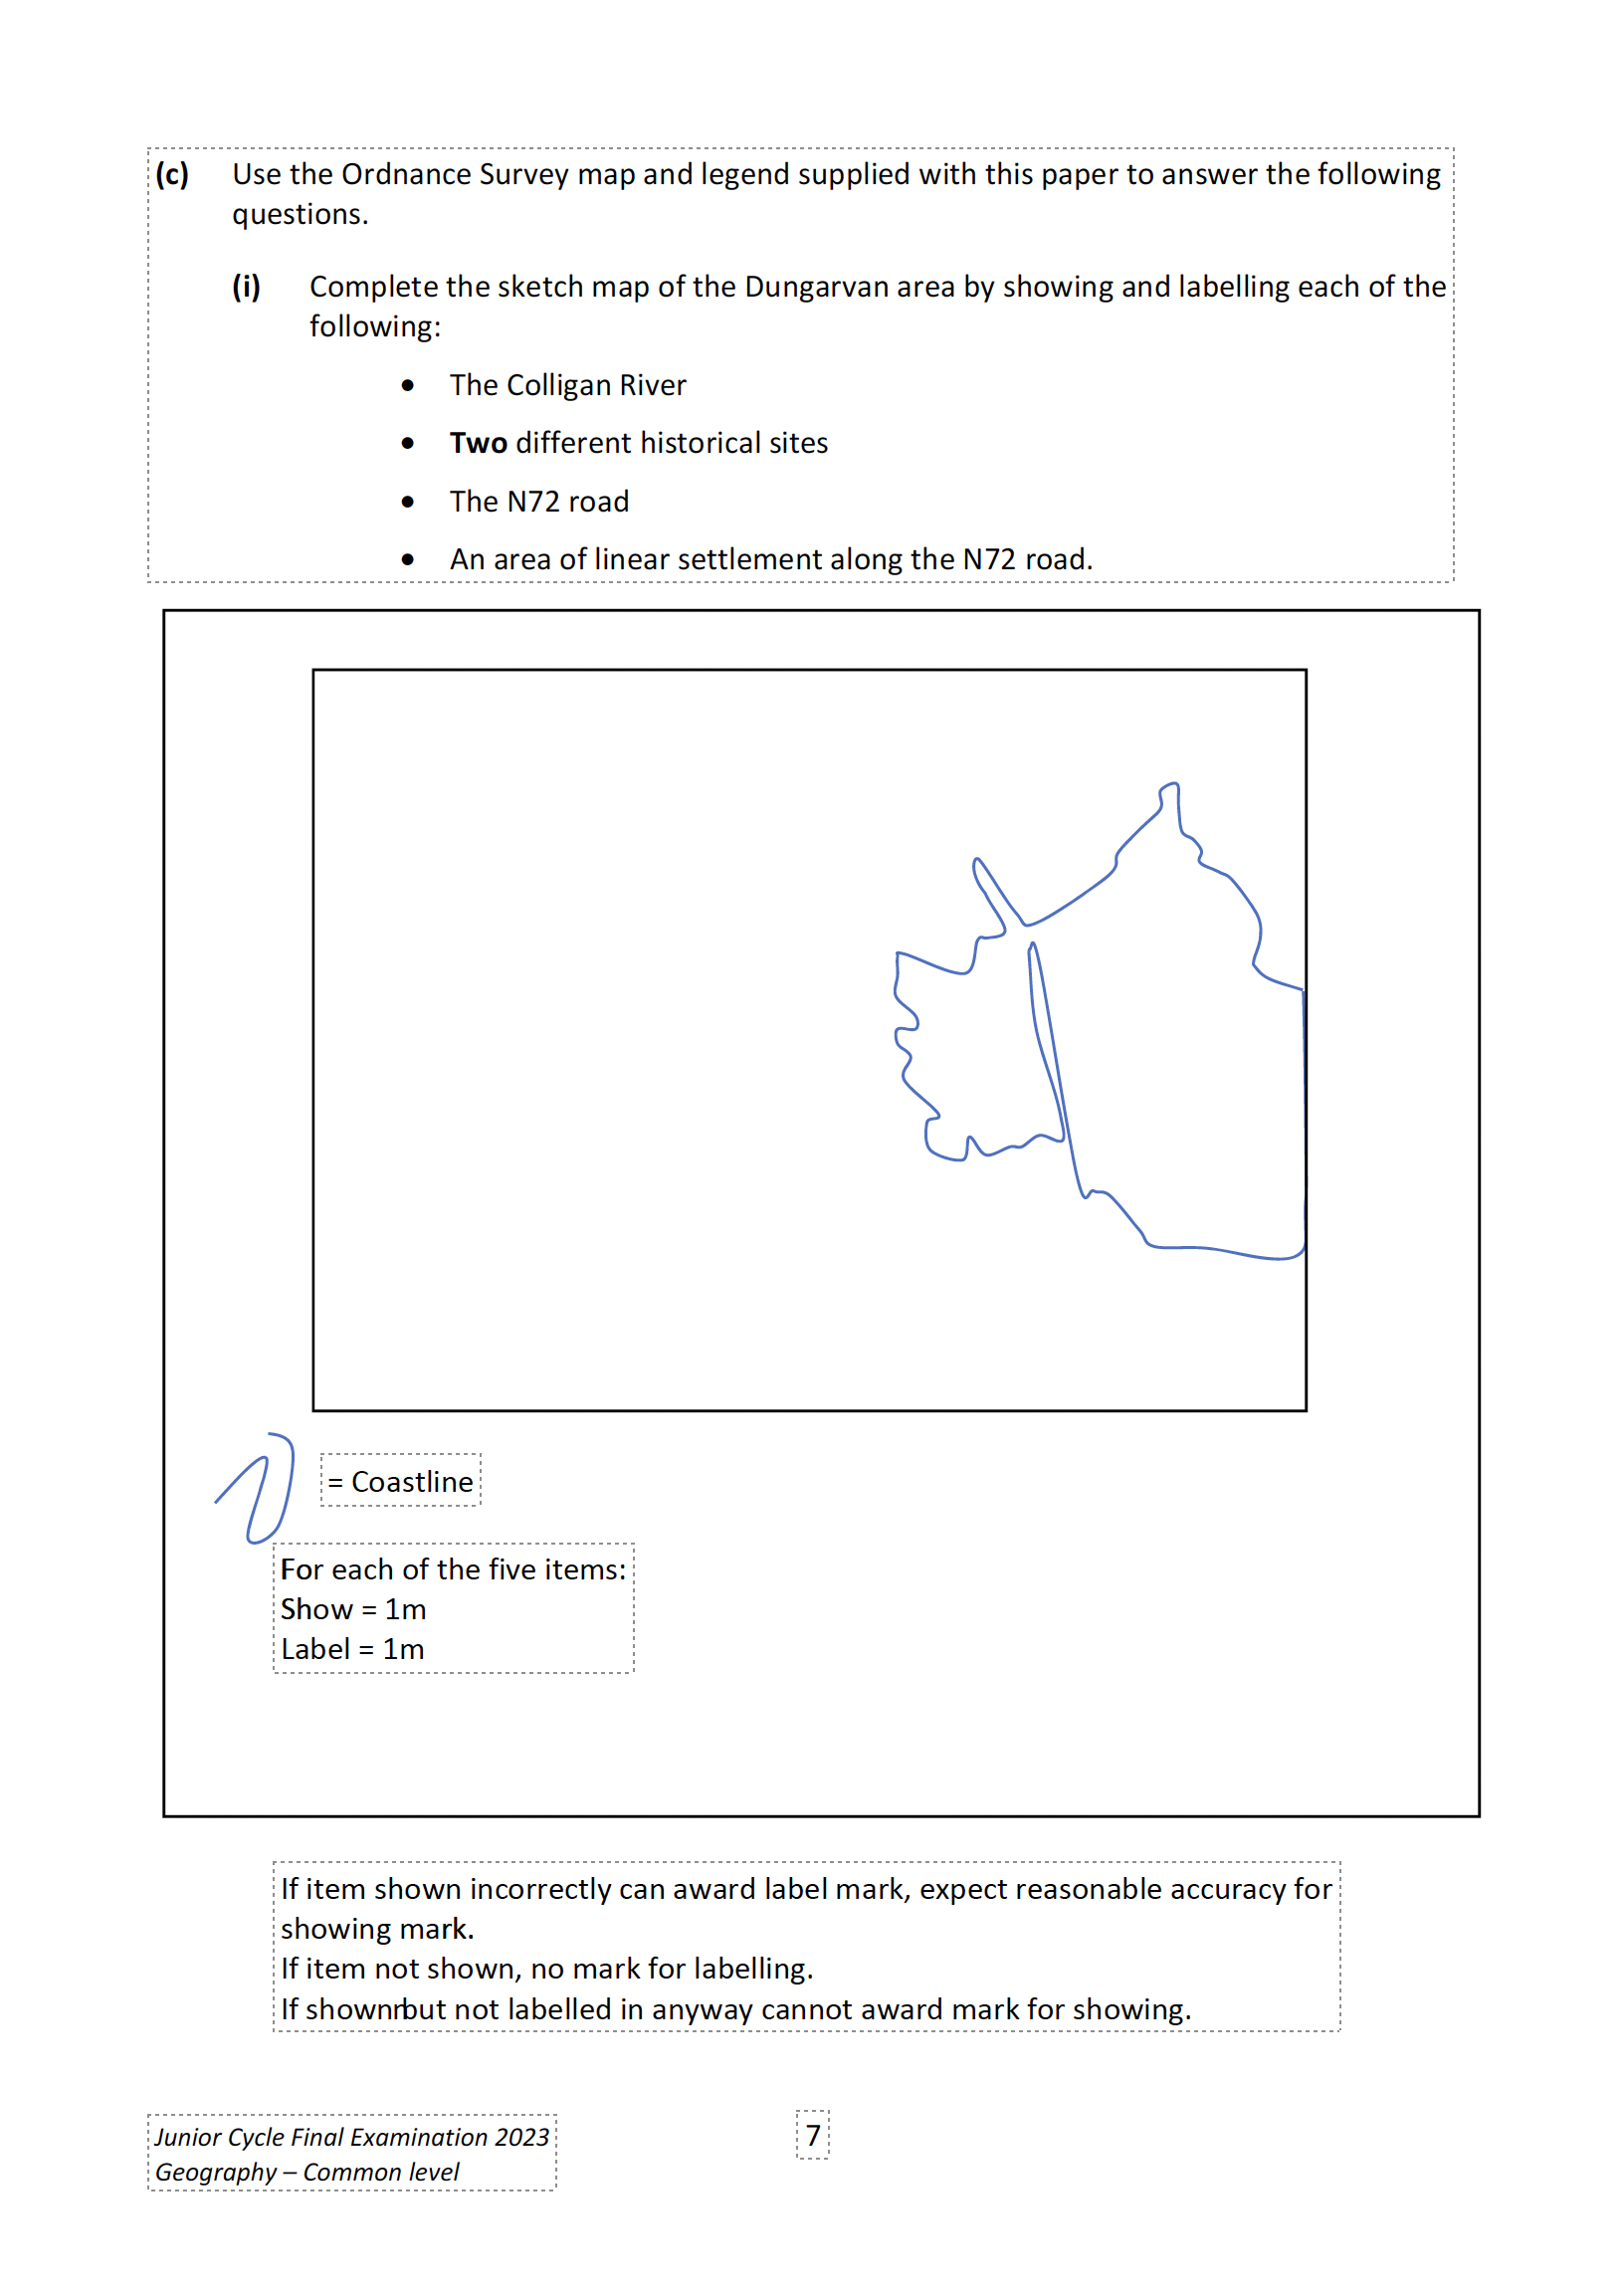 (c) Use the Ordnance Survey map and legend supplied with this paper to answer the following
questions.
(i) Complete the sketch map of the Dungarvan area by showing and labelling each of the
following:
• The Colligan River
• Two different historical sites
• The N72 road
• An area of linear settlement along the N72 road.
= Coastline
For each of the five items:
Show = 1m
Label = 1m
If item shown incorrectly can award label mark, expect reasonable accuracy for
showing mark.
If item not shown, no mark for labelling.
If shown but not labelled in anyway cannot award mark for showing.
Junior Cycle Final Examination 2023
7
Geography – Common level